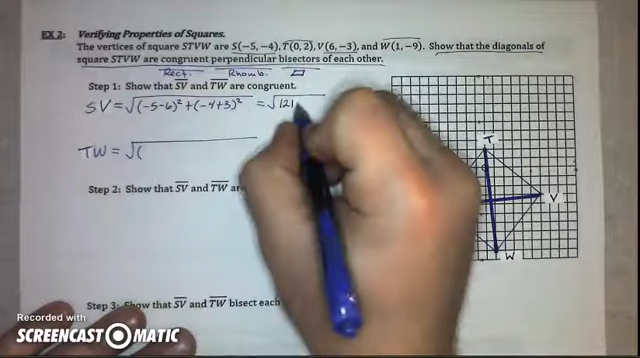 EX 2: Verifying Properties of Squares.
The vertices of square STVW are S(−5, −4), T(0, 2), V(6, −3), and W(1, −9). Show that the diagonals of
square STVW are congruent perpendicular bisectors of each other.
Rect. Rhomb. ▱
Step 1: Show that SV and TW are congruent.
SV = √(-5-6)² + (-4+3)² = √121
TW = √(
T
V
W
Step 2: Show that SV and TW
Step 3: Show that SV and TW bisect each
Recorded with
SCREENCAST O MATIC